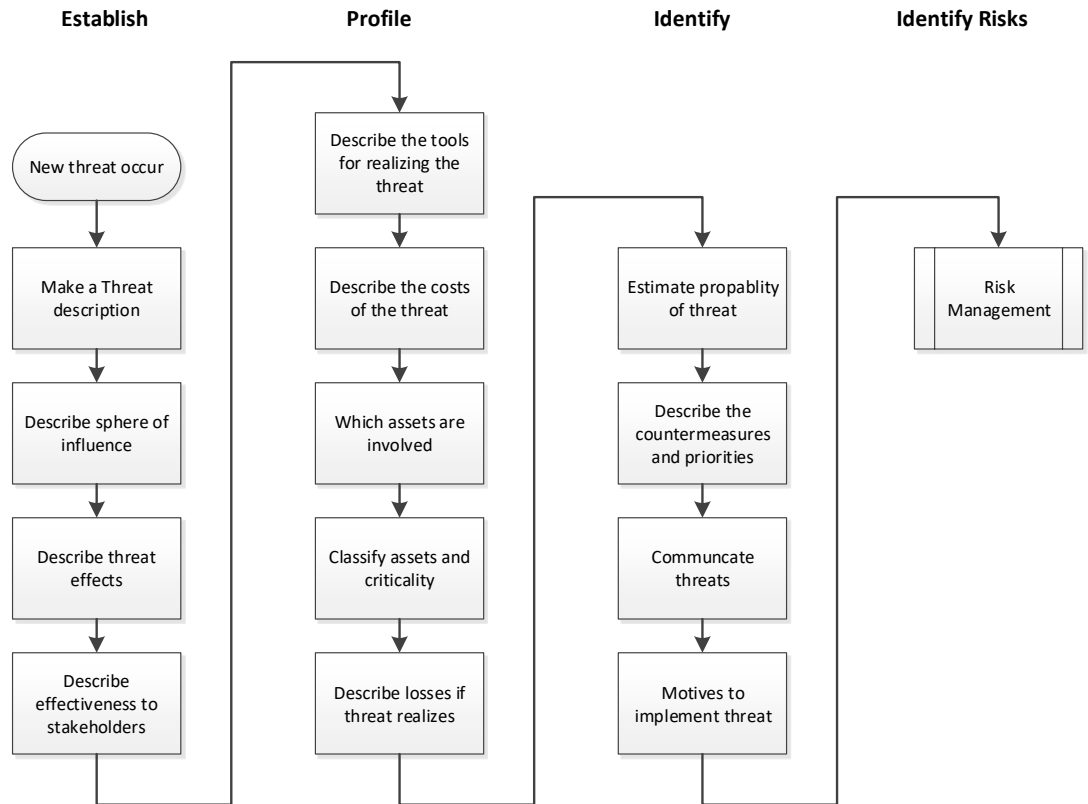 Establish
Profile
Identify
Identify Risks
New threat occur
Make a Threat
description
Describe sphere of
influence
Describe threat
effects
Describe
effectiveness to
stakeholders
Describe the tools
for realizing the
threat
Describe the costs
of the threat
Which assets are
involved
Classify assets and
criticality
Describe losses if
threat realizes
Estimate propablity
of threat
Describe the
countermeasures
and priorities
Communcate
threats
Motives to
implement threat
Risk
Management